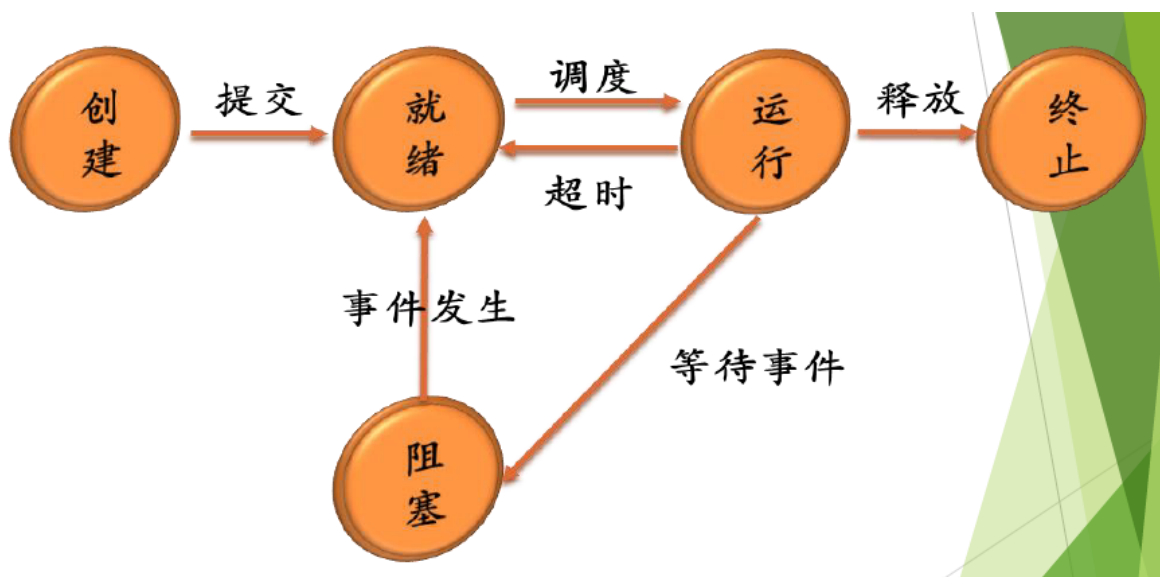 创建
提交
就绪
调度
超时
运行
释放
终止
事件发生
等待事件
阻塞